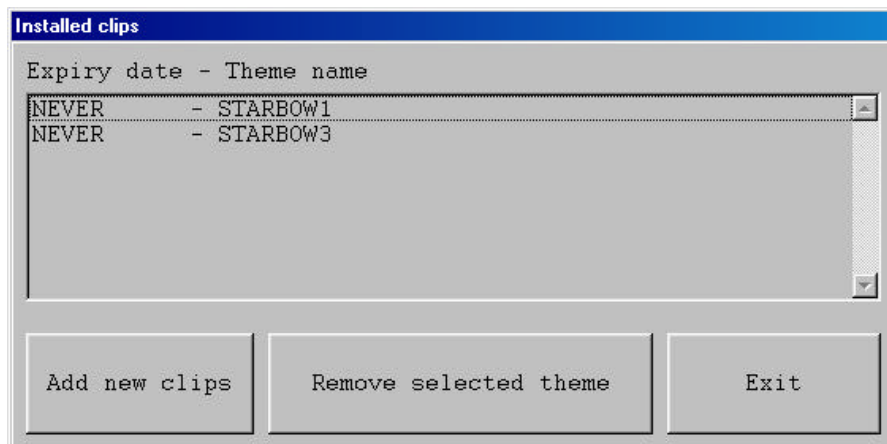 Installed clips
Expiry date - Theme name
NEVER - STARBOW1
NEVER - STARBOW3
Add new clips Remove selected theme Exit